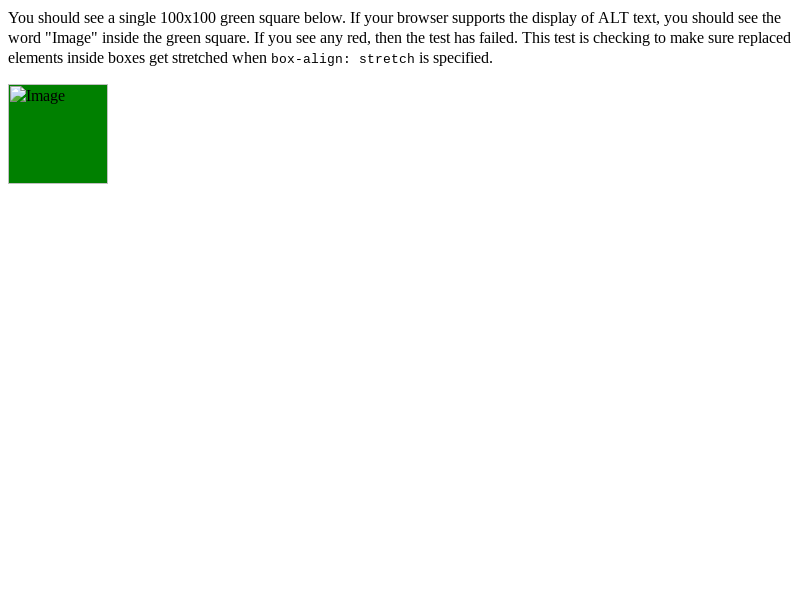 You should see a single 100x100 green square below. If your browser supports the display of ALT text, you should see the
word "Image" inside the green square. If you see any red, then the test has failed. This test is checking to make sure replaced
elements inside boxes get stretched when box-align: stretch is specified.
Image